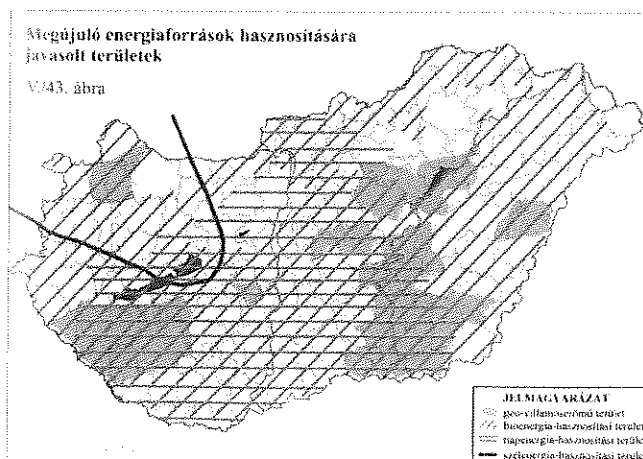 Megújuló energiaforrások hasznosítására
javasolt területek
V/43. ábra
JELMAGYARÁZAT
geo-villamoserőmű terület
bioenergia-hasznosítási terület
napenergia-hasznosítási terület
szélenergia-hasznosítási terület